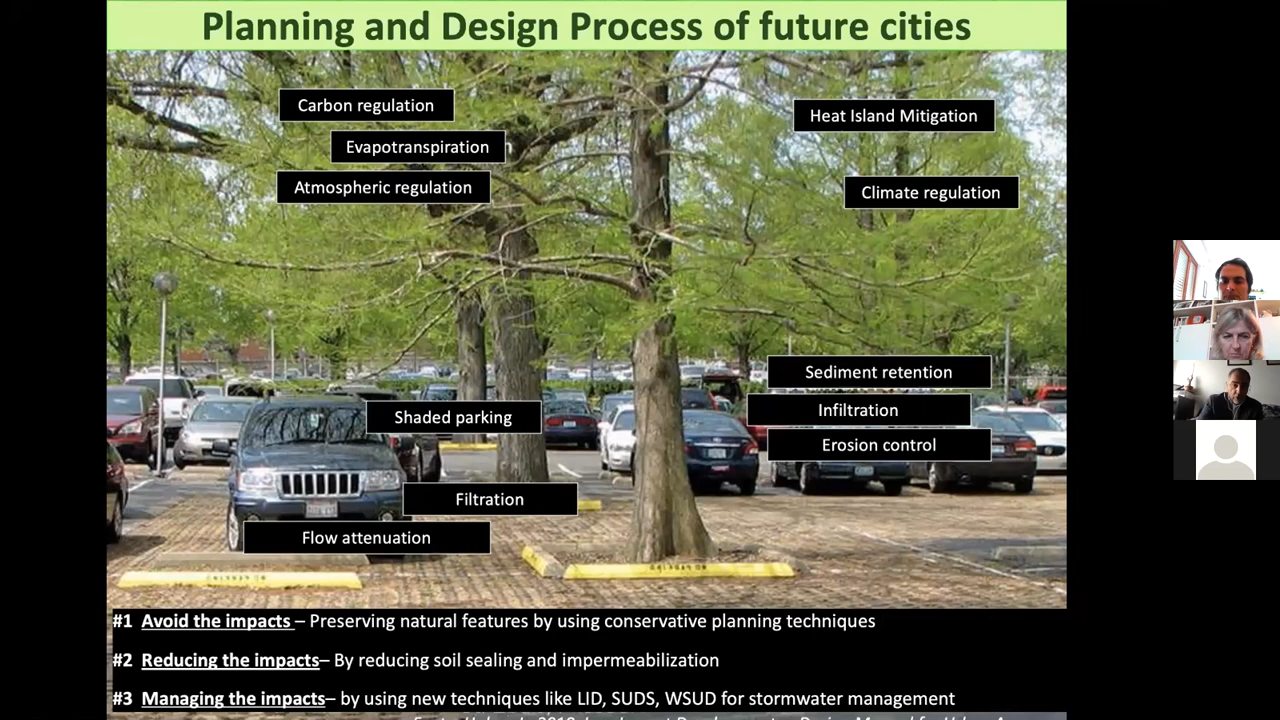 Planning and Design Process of future cities
Carbon regulation
Heat Island Mitigation
Evapotranspiration
Atmospheric regulation
Climate regulation
Sediment retention
Shaded parking
Infiltration
Erosion control
Filtration
Flow attenuation
NO PARKING
#1 Avoid the impacts – Preserving natural features by using conservative planning techniques
#2 Reducing the impacts– By reducing soil sealing and impermeabilization
#3 Managing the impacts– by using new techniques like LID, SUDS, WSUD for stormwater management